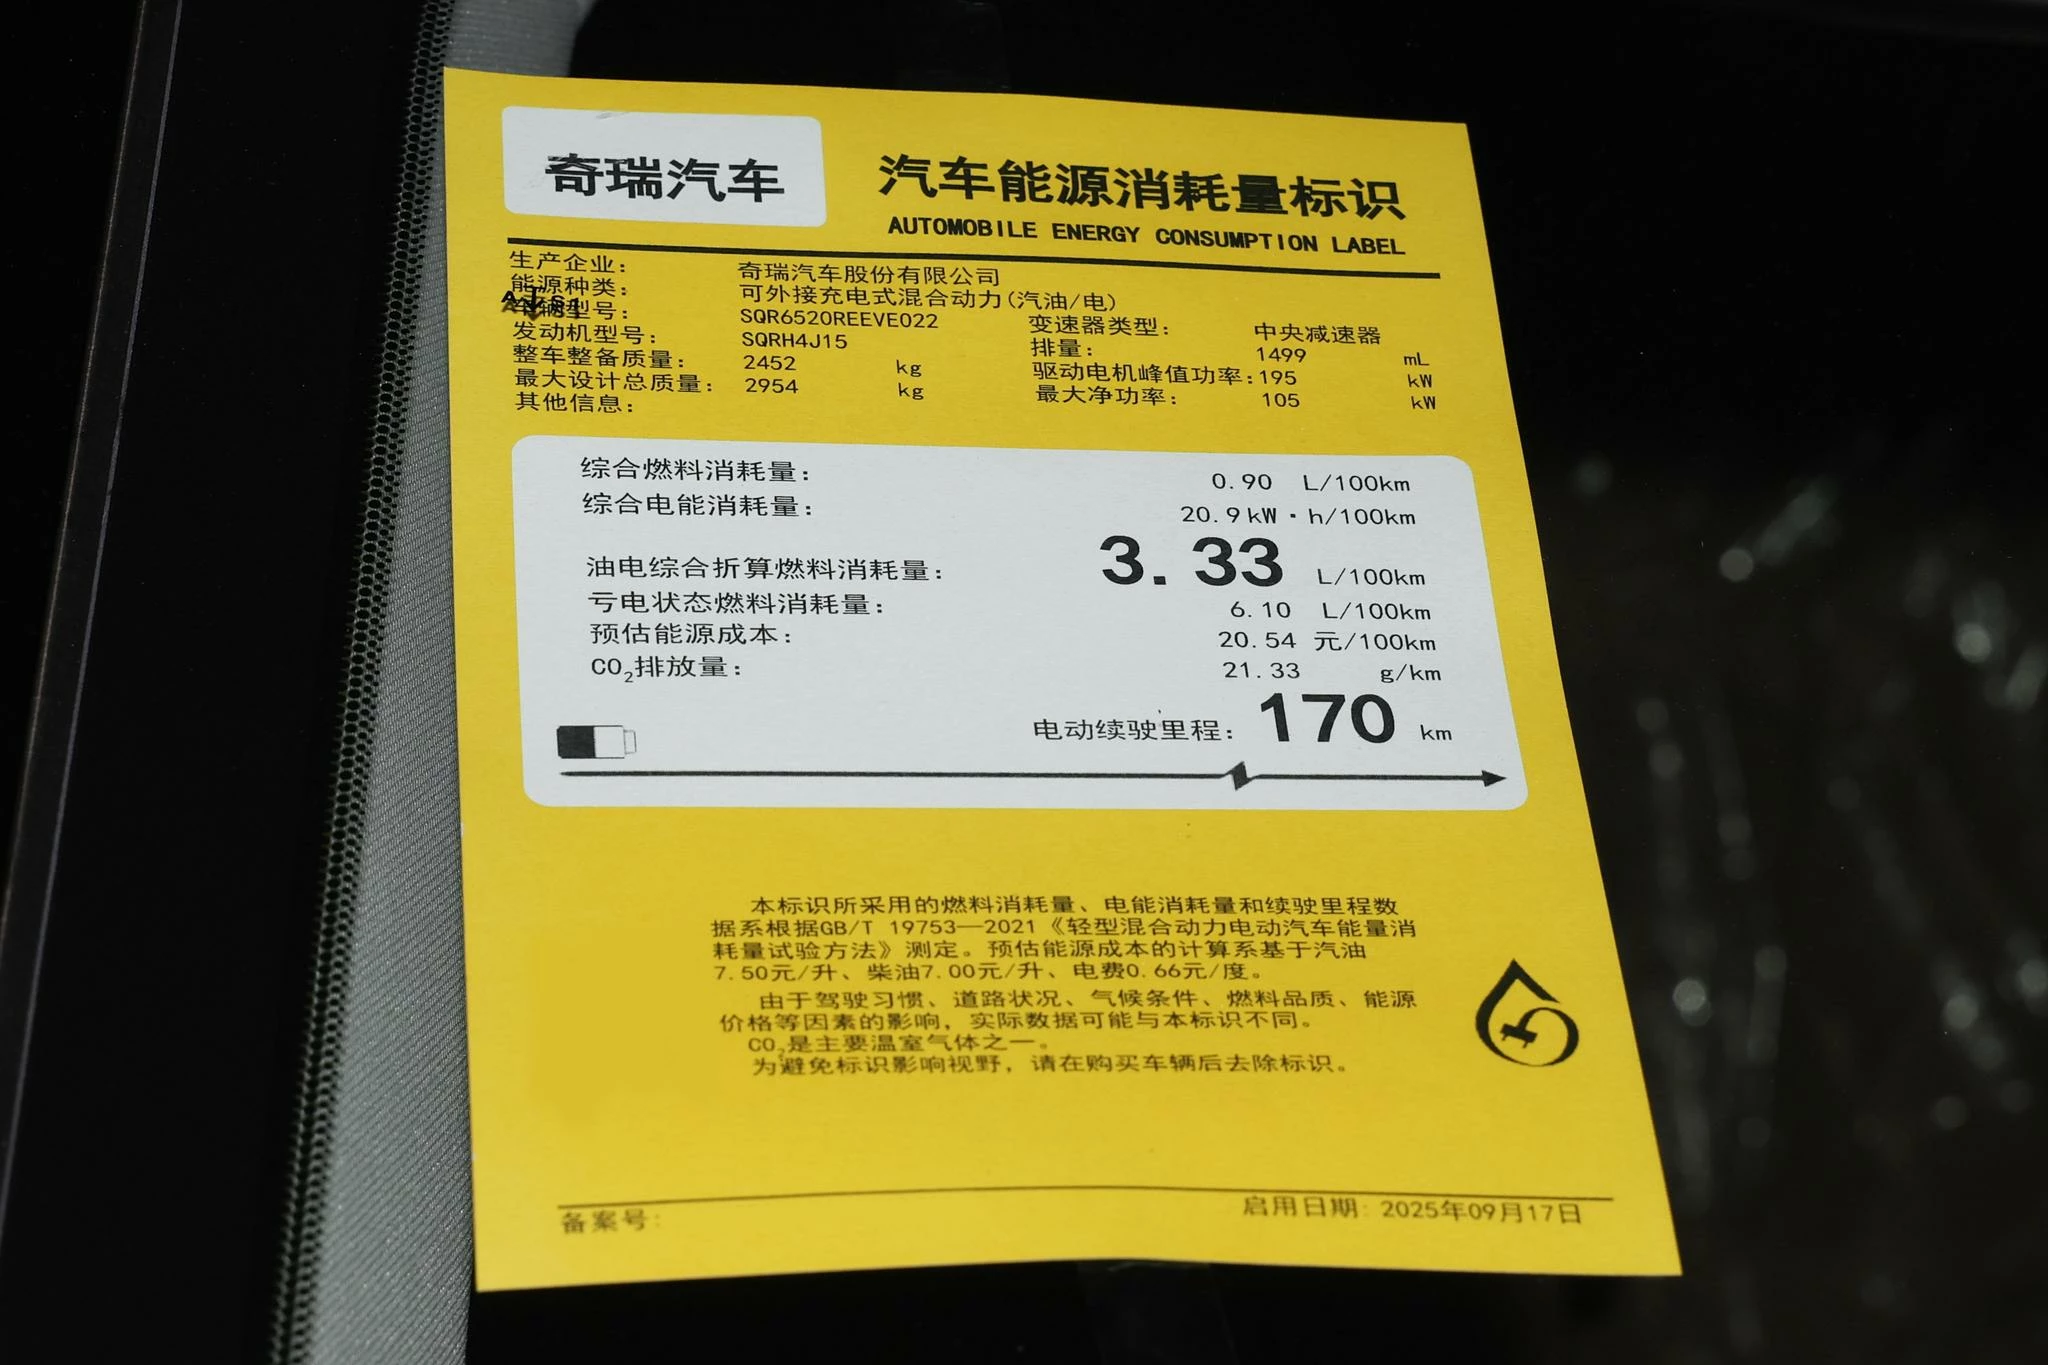 奇瑞汽车
汽车能源消耗量标识
AUTOMOBILE ENERGY CONSUMPTION LABEL
生产企业: 奇瑞汽车股份有限公司
能源种类: 可外接充电式混合动力(汽油/电)
车辆型号: SQR6520REEVE022 变速器类型: 中央减速器
发动机型号: SQRH4J15 排量: 1499 mL
整车整备质量: 2452 kg 驱动电机峰值功率: 195 kW
最大设计总质量: 2954 kg 最大净功率: 105 kW
其他信息:
综合燃料消耗量: 0.90 L/100km
综合电能消耗量: 20.9kW·h/100km
油电综合折算燃料消耗量: 3.33 L/100km
亏电状态燃料消耗量: 6.10 L/100km
预估能源成本: 20.54 元/100km
CO₂排放量: 21.33 g/km
电动续驶里程: 170 km
本标识所采用的燃料消耗量、电能消耗量和续驶里程数
据系根据GB/T 19753—2021《轻型混合动力电动汽车能量消
耗量试验方法》测定。预估能源成本的计算系基于汽油
7.50元/升、柴油7.00元/升、电费0.66元/度。
由于驾驶习惯、道路状况、气候条件、燃料品质、能源
价格等因素的影响，实际数据可能与本标识不同。
CO₂是主要温室气体之一。
为避免标识影响视野，请在购买车辆后去除标识。
备案号:
启用日期: 2025年09月17日